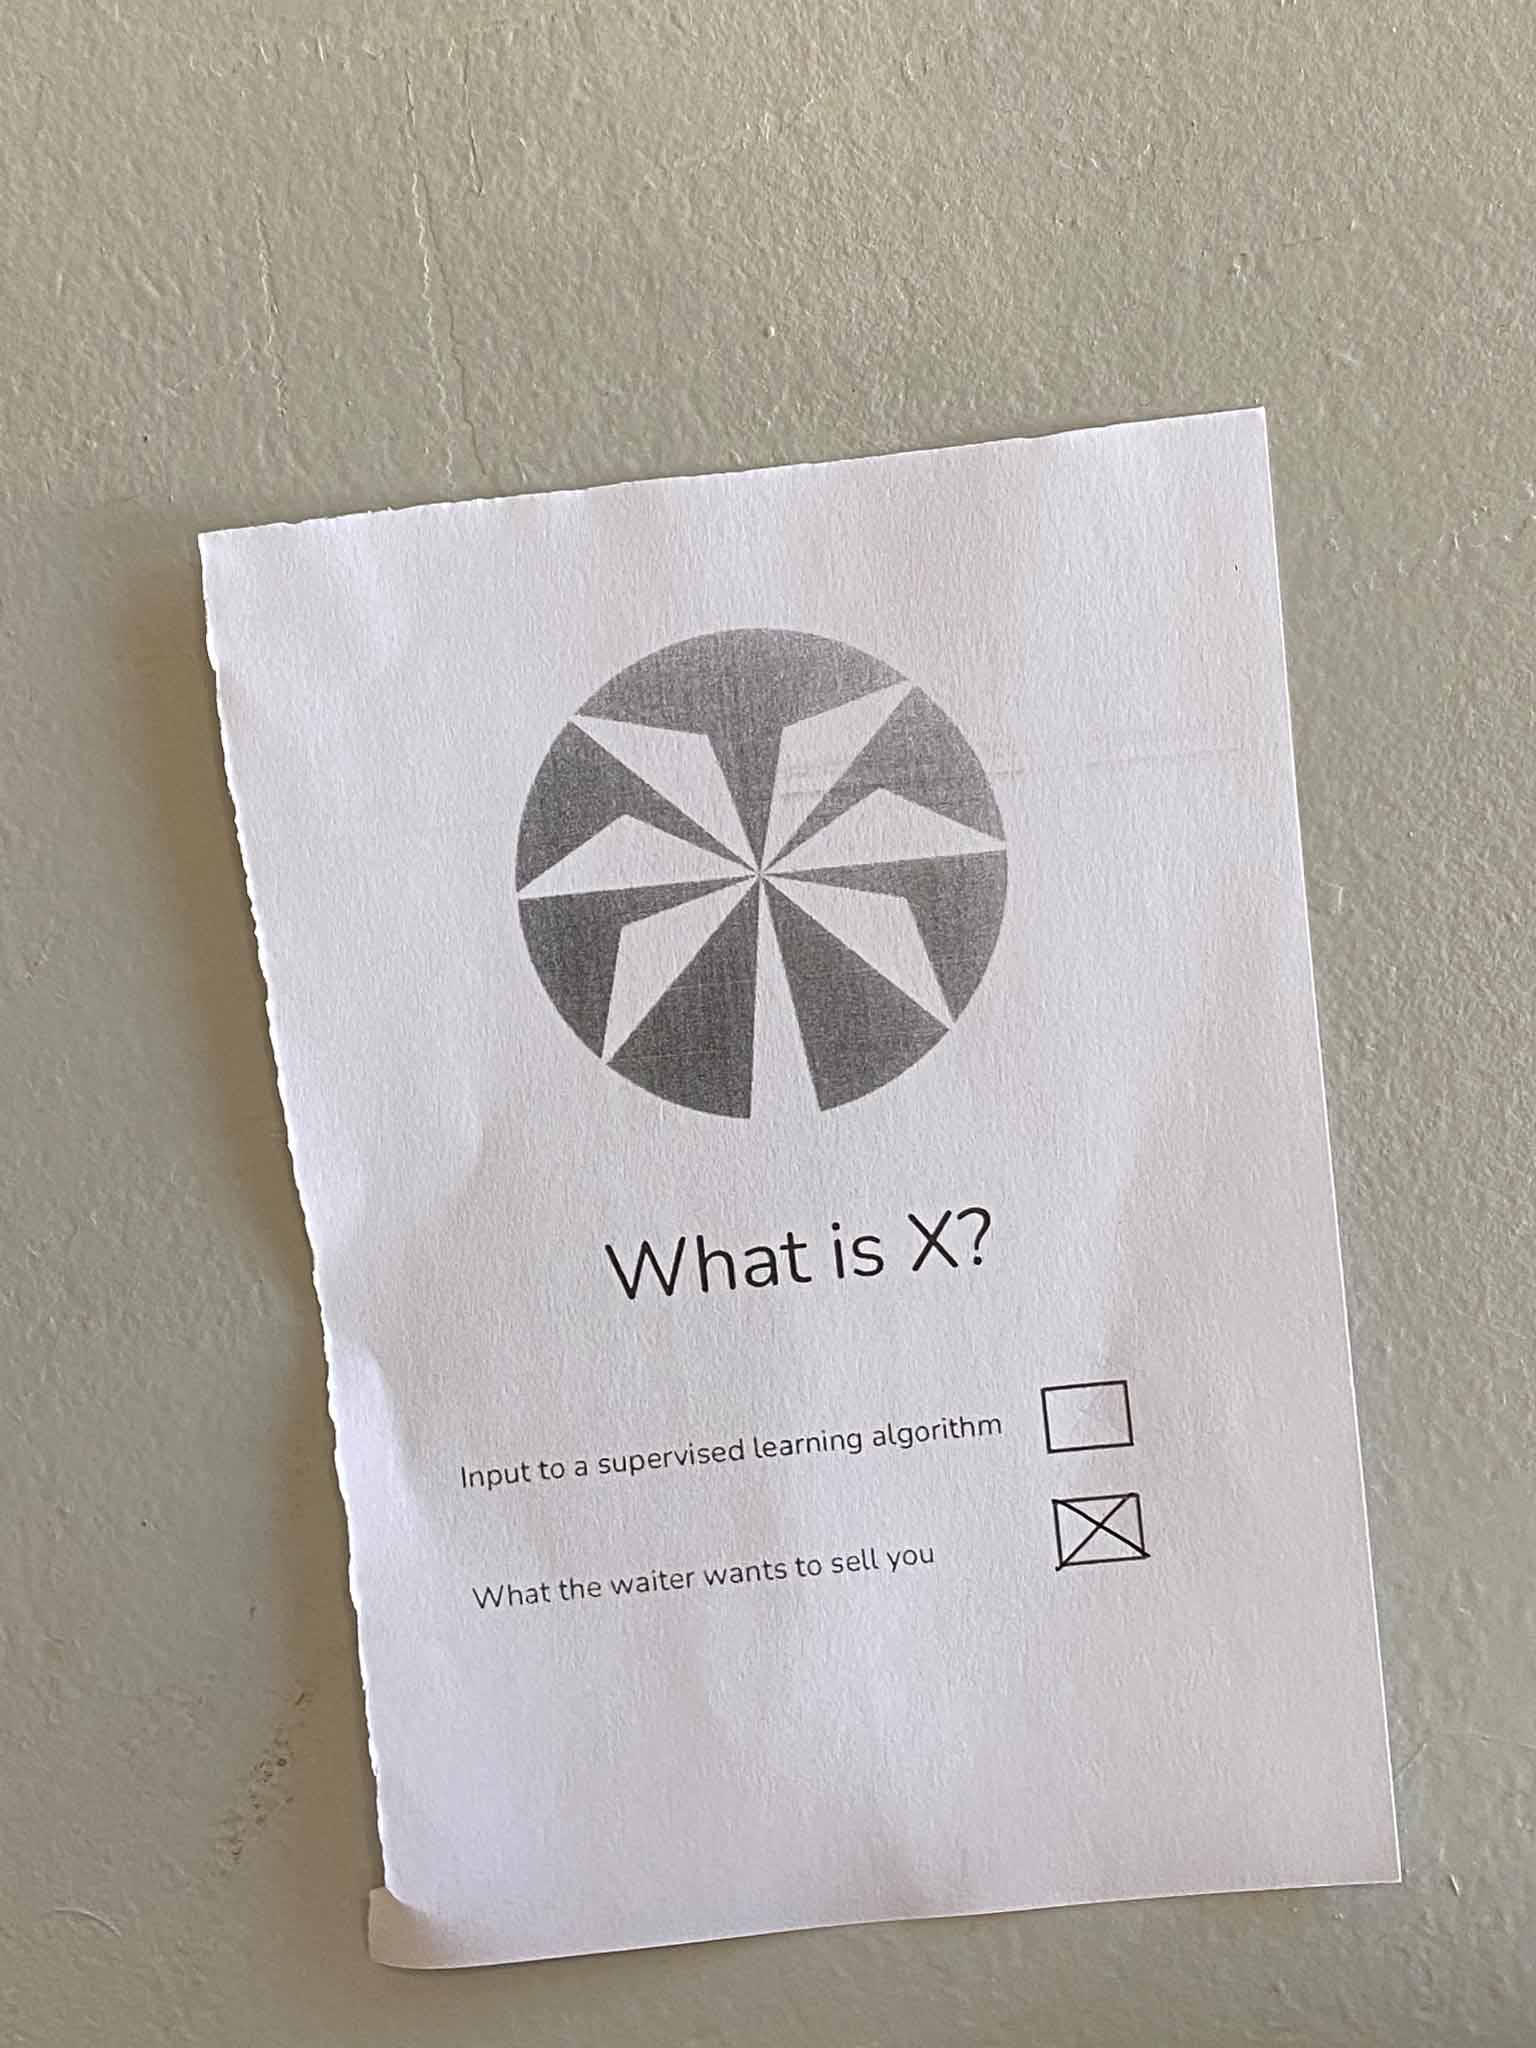 What is X?
Input to a supervised learning algorithm
What the waiter wants to sell you